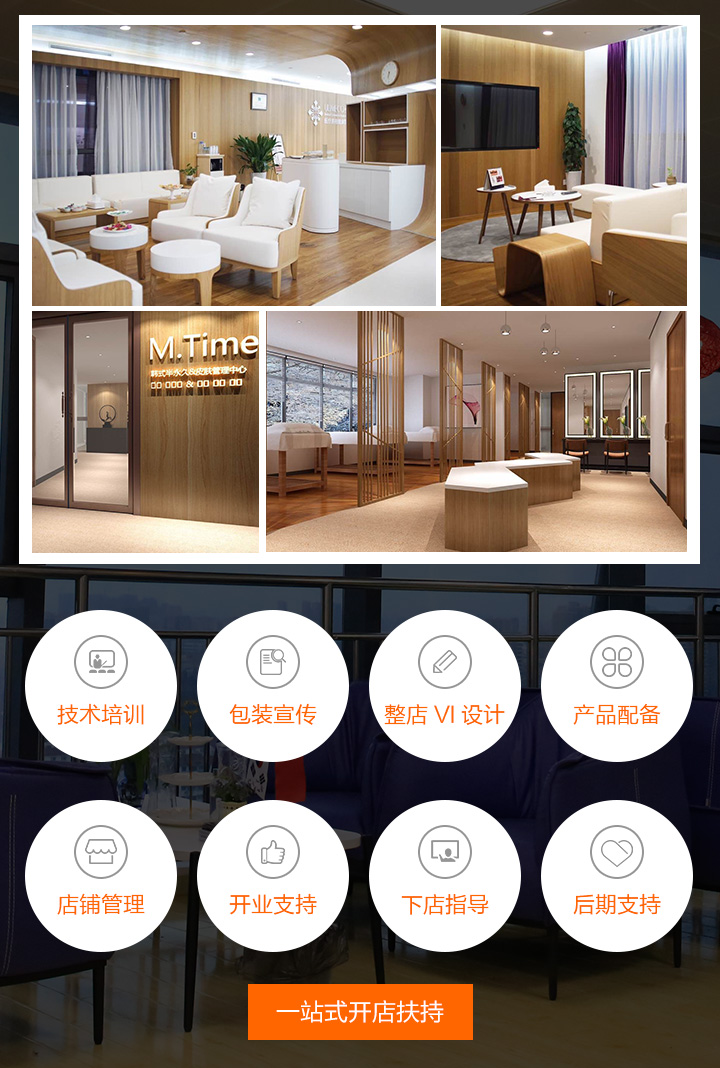 M.Time
韩式半永久&皮肤管理中心
技术培训
包装宣传
整店 VI 设计
产品配备
店铺管理
开业支持
下店指导
后期支持
一站式开店扶持